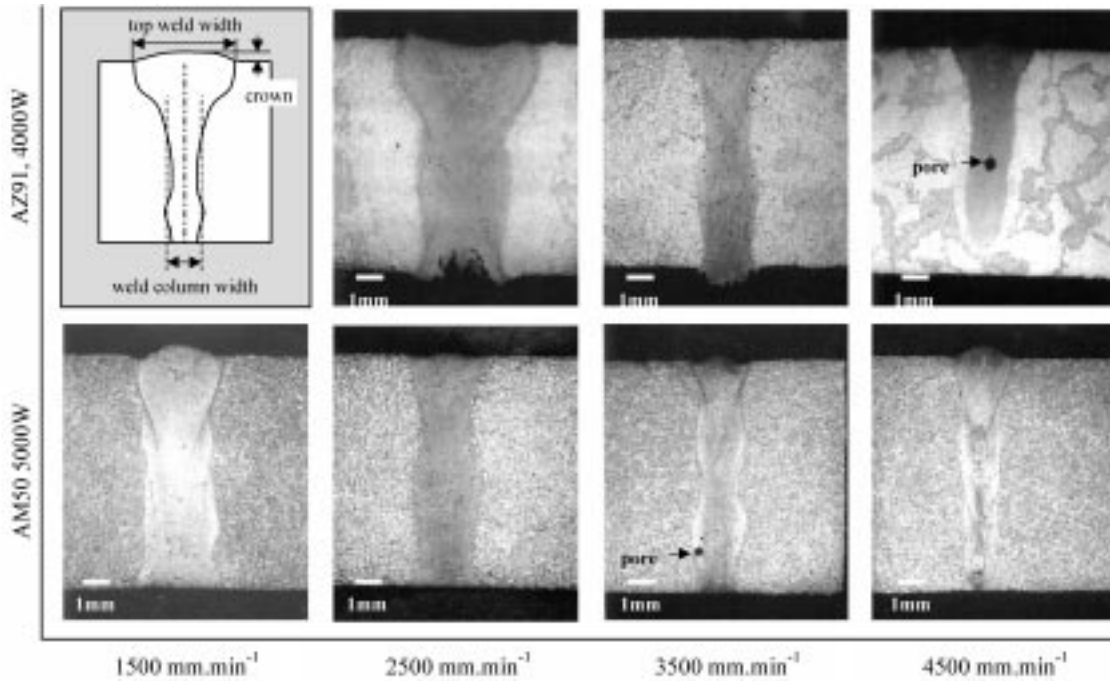 top weld width
crown
weld column width
AZ91, 4000W
1mm
1mm
pore
1mm
AM50 5000W
1mm
1mm
pore
1mm
1mm
1500 mm.min⁻¹
2500 mm.min⁻¹
3500 mm.min⁻¹
4500 mm.min⁻¹